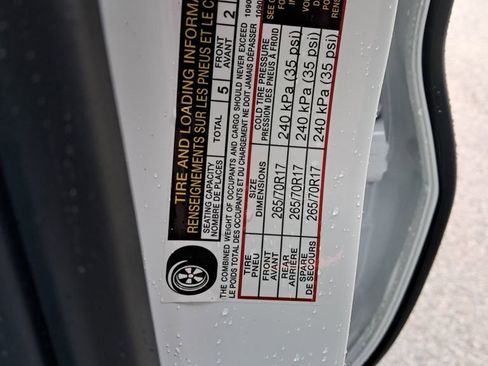 TIRE AND LOADING INFORMA
RENSEIGNEMENTS SUR LES PNEUS ET LE C
SEATING CAPACITY
NOMBRE DE PLACES
TOTAL 5 FRONT
AVANT 2
THE COMBINED WEIGHT OF OCCUPANTS AND CARGO SHOULD NEVER EXCEED 1090
LE POIDS TOTAL DES OCCUPANTS ET DU CHARGEMENT NE DOIT JAMAIS DÉPASSER 1090
TIRE
PNEU SIZE
DIMENSIONS COLD TIRE PRESSURE
PRESSION DES PNEUS À FROID
FRONT
AVANT 265/70R17 240 kPa (35 psi)
REAR
ARRIÈRE 265/70R17 240 kPa (35 psi)
SPARE
DE SECOURS 265/70R17 240 kPa (35 psi)
SEE O